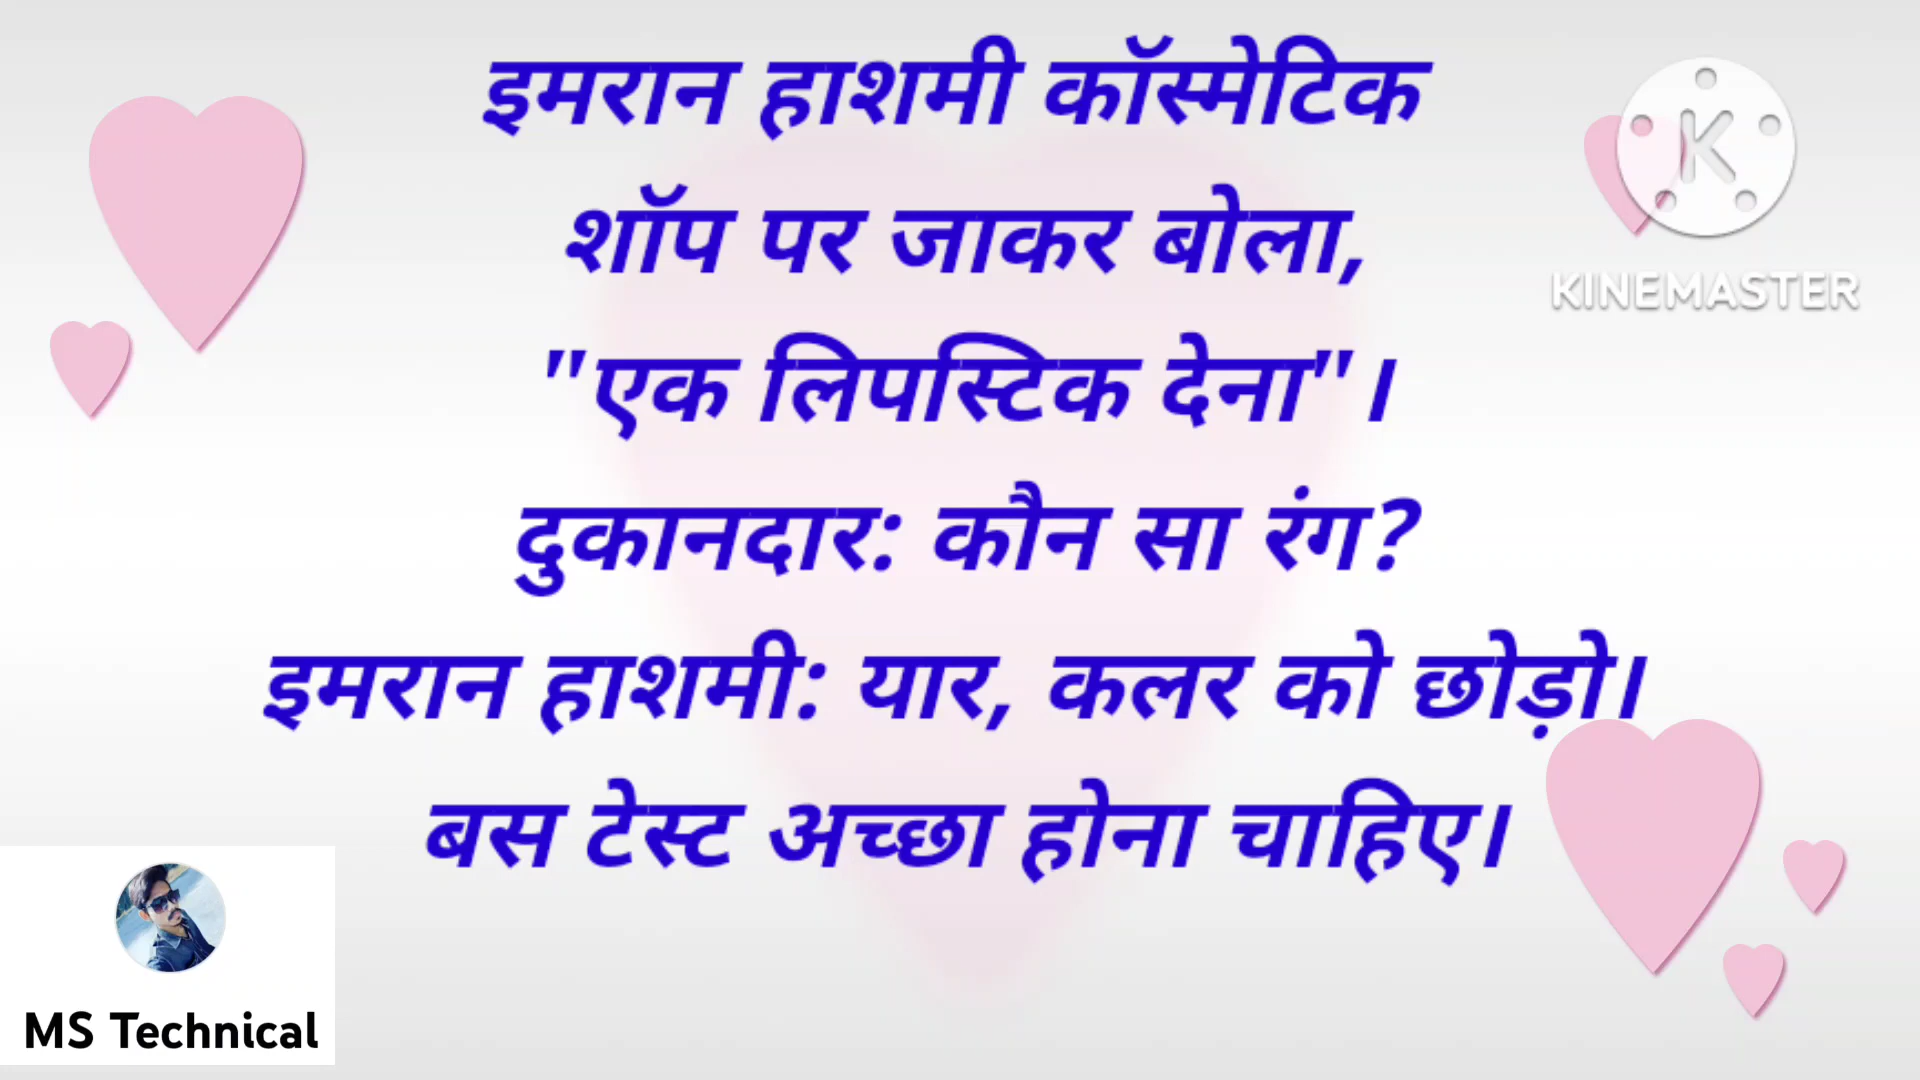 इमरान हाशमी कॉस्मेटिक
शॉप पर जाकर बोला,
"एक लिपस्टिक देना"।
दुकानदार: कौन सा रंग?
इमरान हाशमी: यार, कलर को छोड़ो।
बस टेस्ट अच्छा होना चाहिए।
K
KINEMASTER
MS Technical